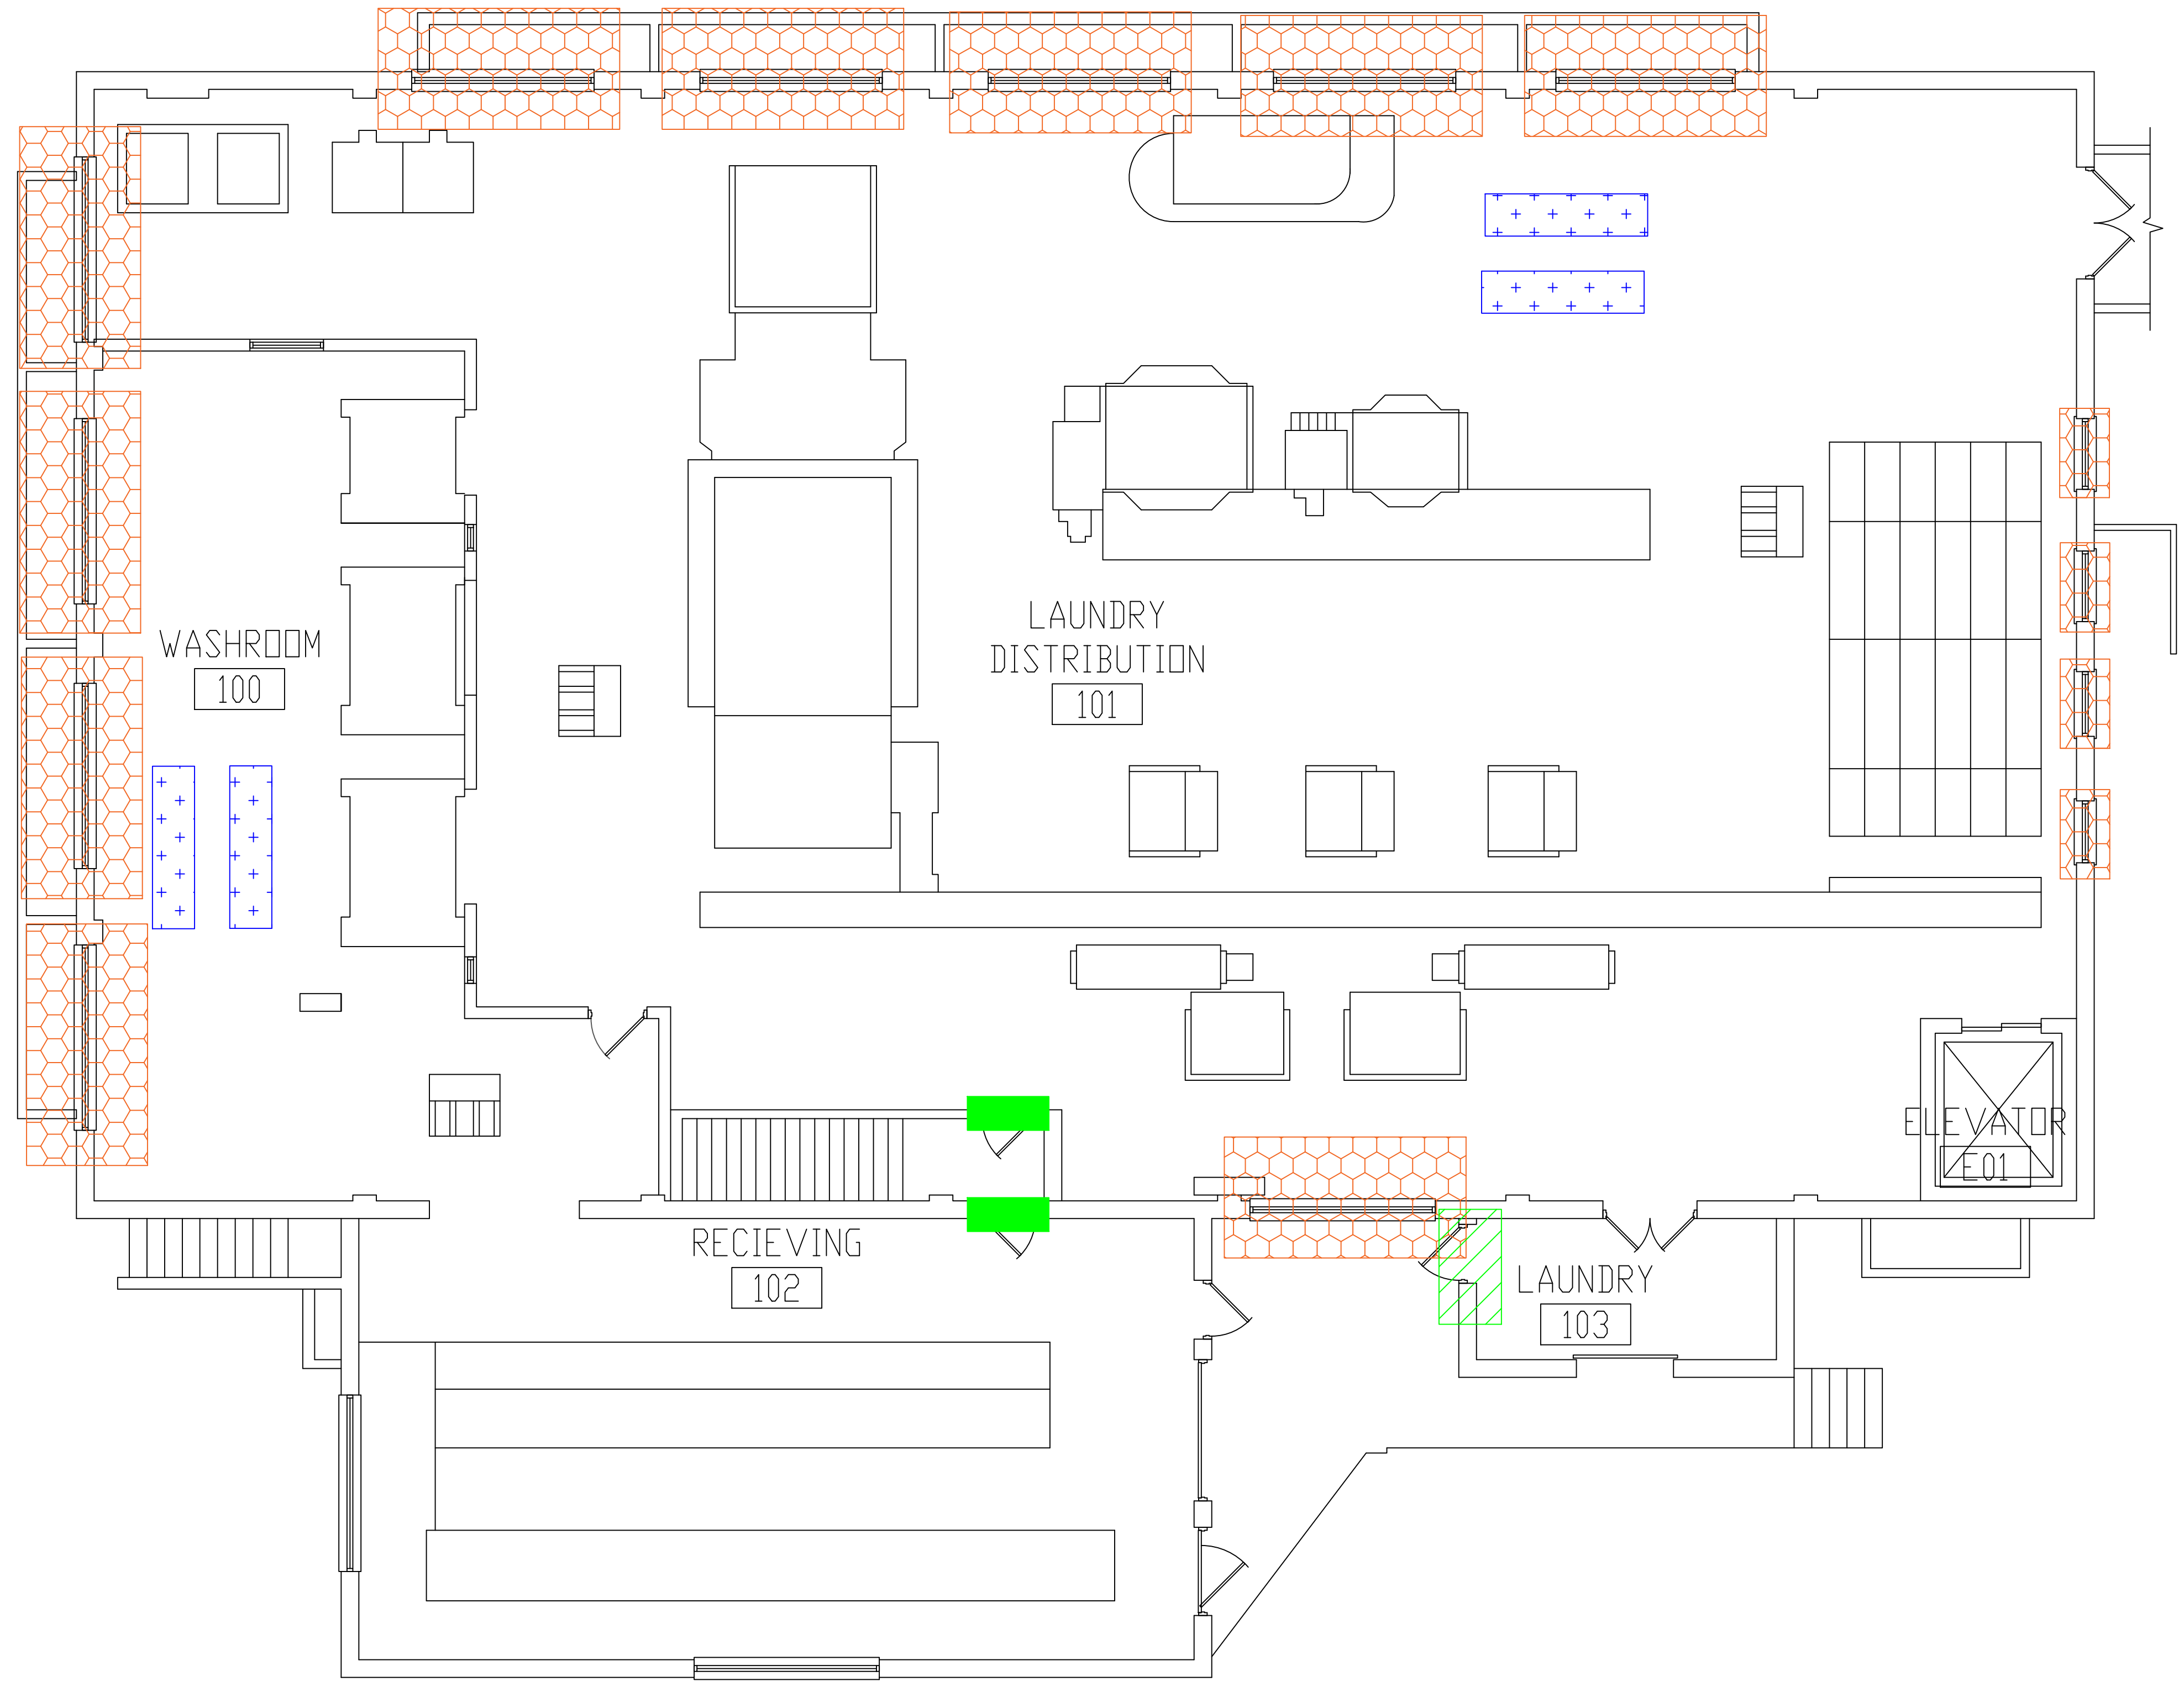 WASHROOM
100
LAUNDRY
DISTRIBUTION
101
ELEVATOR
E01
RECIEVING
102
LAUNDRY
103